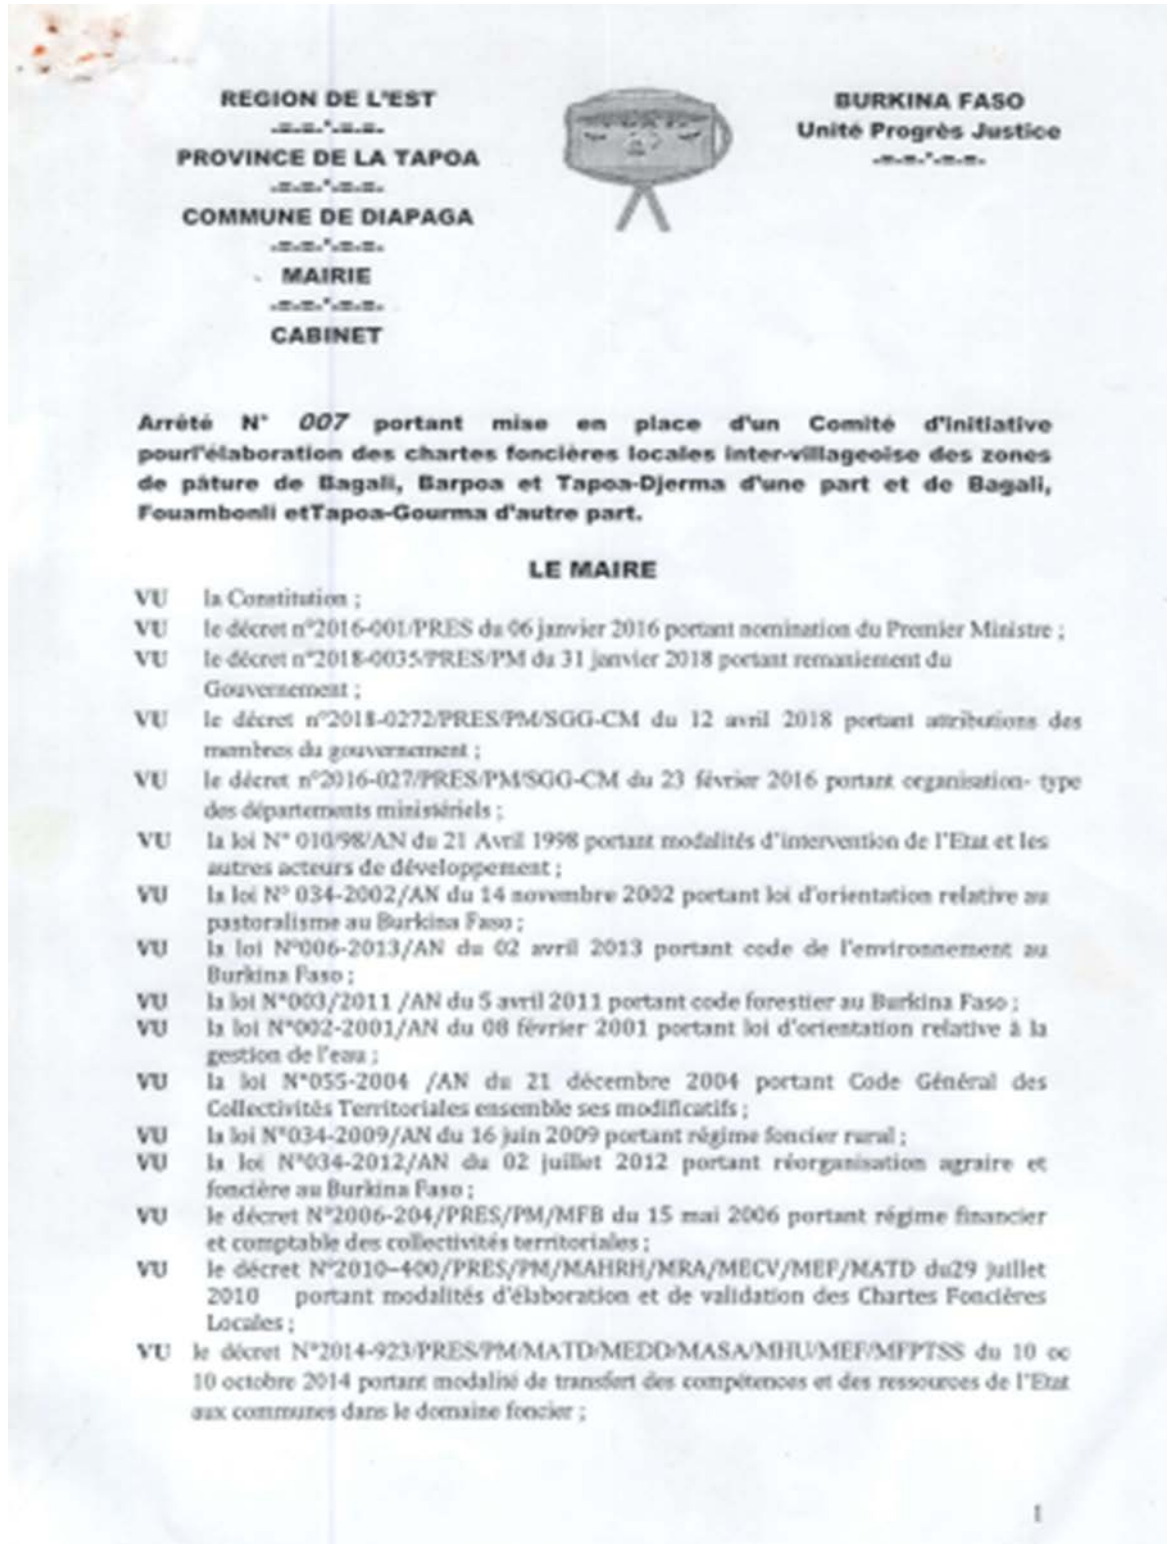 REGION DE L'EST
-=-=-*-=-=-
PROVINCE DE LA TAPOA
-=-=-*-=-=-
COMMUNE DE DIAPAGA
-=-=-*-=-=-
MAIRIE
-=-=-*-=-=-
CABINET
BURKINA FASO
Unité Progrès Justice
-=-=-*-=-=-
Arrêté N° 007 portant mise en place d'un Comité d'initiative
pourl'élaboration des chartes foncières locales inter-villageoise des zones
de pâture de Bagali, Barpoa et Tapoa-Djerma d'une part et de Bagali,
Fouambonli etTapoa-Gourma d'autre part.
LE MAIRE
VU la Constitution ;
VU le décret n°2016-001/PRES du 06 janvier 2016 portant nomination du Premier Ministre ;
VU le décret n°2018-0035/PRES/PM du 31 janvier 2018 portant remaniement du
Gouvernement ;
VU le décret n°2018-0272/PRES/PM/SGG-CM du 12 avril 2018 portant attributions des
membres du gouvernement ;
VU le décret n°2016-027/PRES/PM/SGG-CM du 23 février 2016 portant organisation- type
des départements ministériels ;
VU la loi N° 010/98/AN du 21 Avril 1998 portant modalités d'intervention de l'Etat et les
autres acteurs de développement ;
VU la loi N° 034-2002/AN du 14 novembre 2002 portant loi d'orientation relative au
pastoralisme au Burkina Faso ;
VU la loi N°006-2013/AN du 02 avril 2013 portant code de l'environnement au
Burkina Faso ;
VU la loi N°003/2011 /AN du 5 avril 2011 portant code forestier au Burkina Faso ;
VU la loi N°002-2001/AN du 08 février 2001 portant loi d'orientation relative à la
gestion de l'eau ;
VU la loi N°055-2004 /AN du 21 décembre 2004 portant Code Général des
Collectivités Territoriales ensemble ses modificatifs ;
VU la loi N°034-2009/AN du 16 juin 2009 portant régime foncier rural ;
VU la loi N°034-2012/AN du 02 juillet 2012 portant réorganisation agraire et
foncière au Burkina Faso ;
VU le décret N°2006-204/PRES/PM/MFB du 15 mai 2006 portant régime financier
et comptable des collectivités territoriales ;
VU le décret N°2010–400/PRES/PM/MAHRH/MRA/MECV/MEF/MATD du29 juillet
2010 portant modalités d'élaboration et de validation des Chartes Foncières
Locales ;
VU le décret N°2014-923/PRES/PM/MATD/MEDD/MASA/MHU/MEF/MFPTSS du 10 oc
10 octobre 2014 portant modalité de transfert des compétences et des ressources de l'Etat
aux communes dans le domaine foncier ;
1